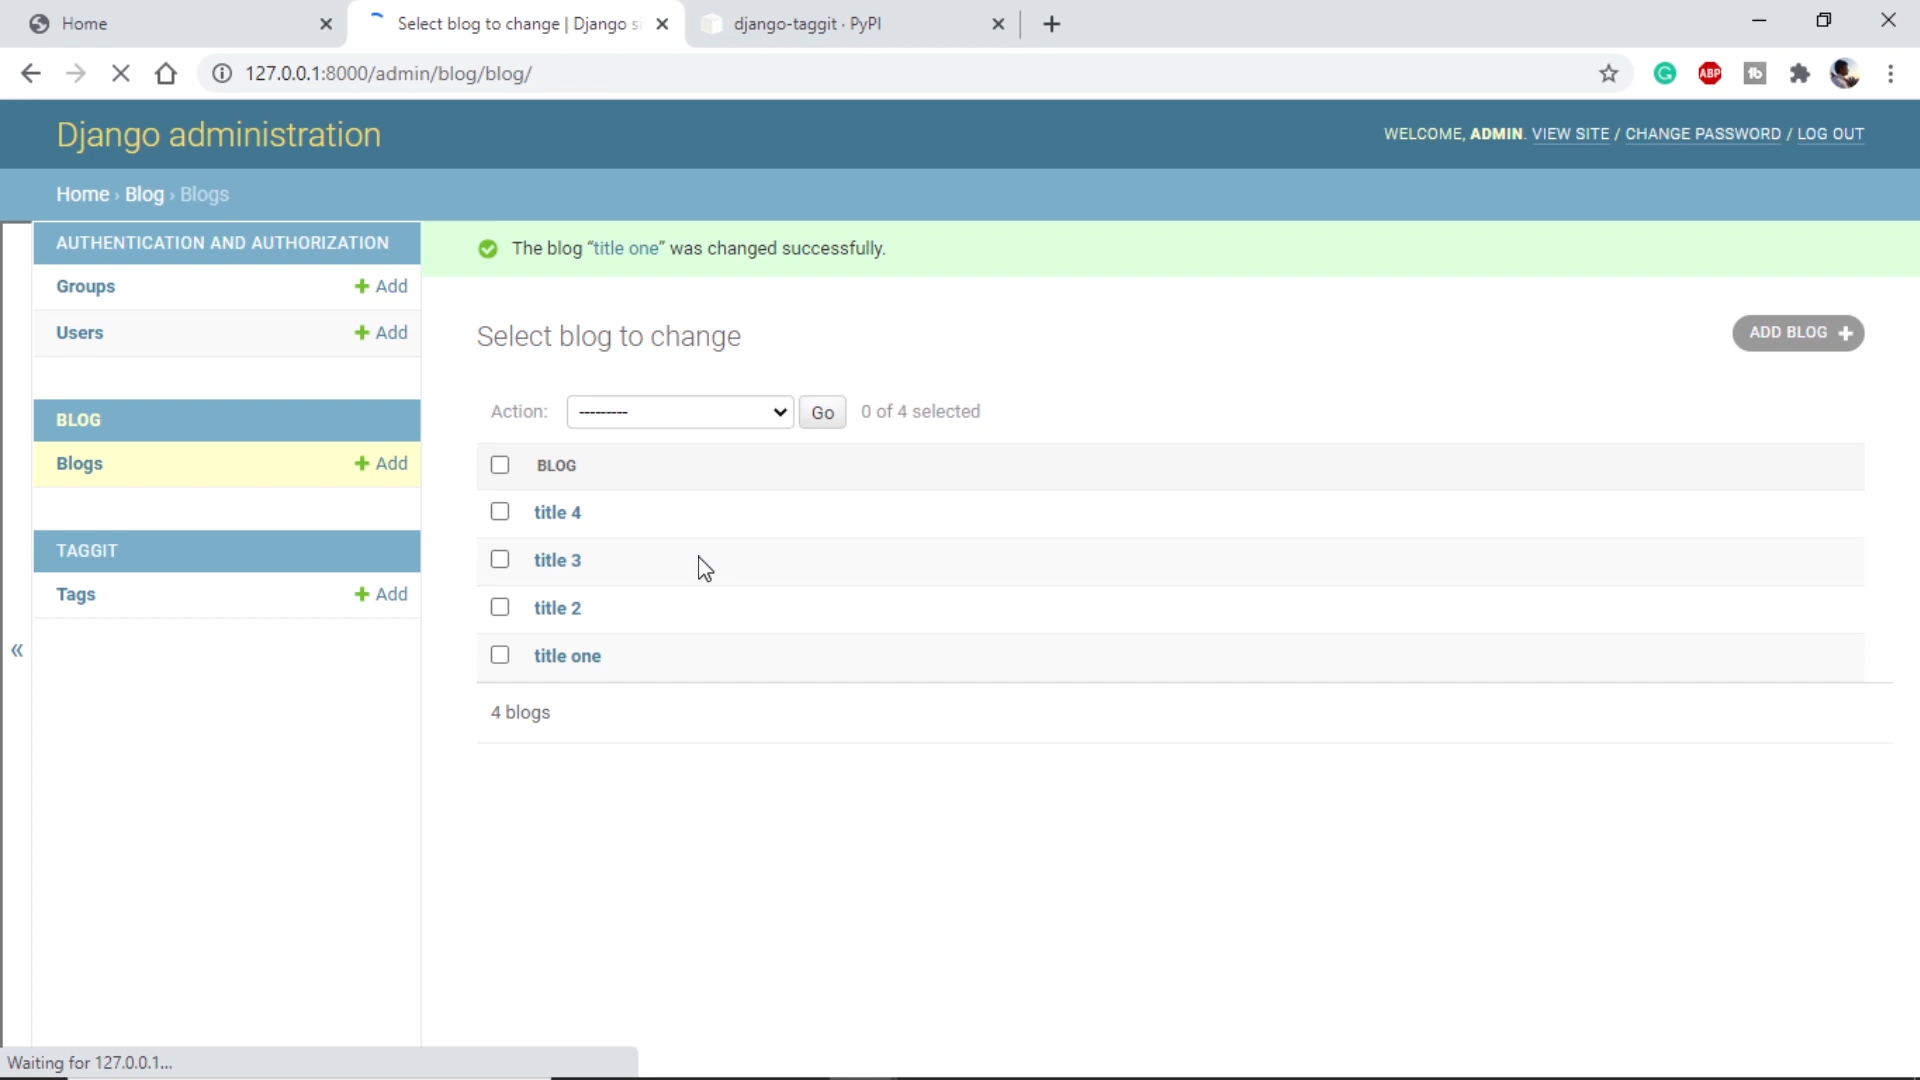 Home
Select blog to change | Django si
django-taggit · PyPI
127.0.0.1:8000/admin/blog/blog/
Django administration
WELCOME, ADMIN. VIEW SITE / CHANGE PASSWORD / LOG OUT
Home › Blog › Blogs
AUTHENTICATION AND AUTHORIZATION
Groups + Add
Users + Add
BLOG
Blogs + Add
TAGGIT
Tags + Add
«
The blog “title one” was changed successfully.
Select blog to change
ADD BLOG +
Action: --------- Go 0 of 4 selected
BLOG
title 4
title 3
title 2
title one
4 blogs
Waiting for 127.0.0.1...
ABP